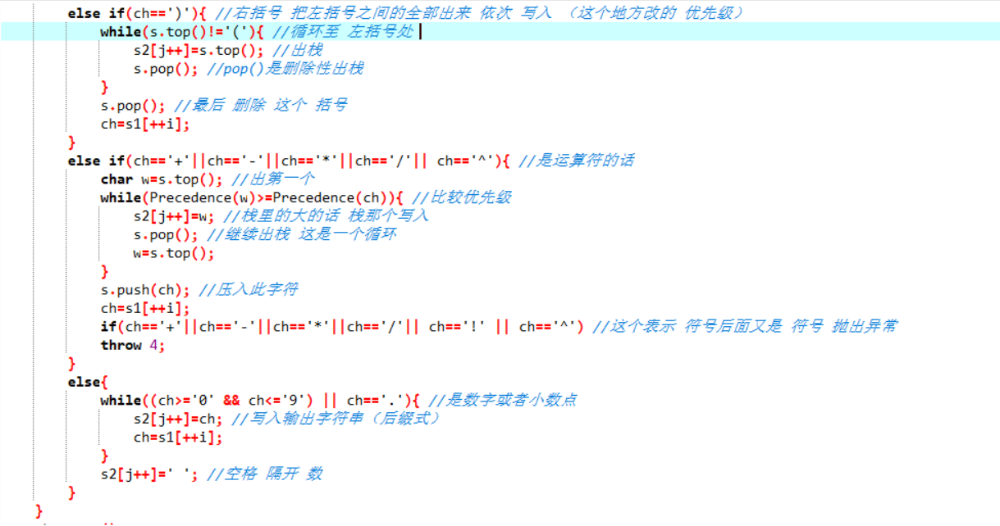 else if(ch==')'){ //右括号 把左括号之间的全部出来 依次 写入 （这个地方改的 优先级）
while(s.top()!='('){ //循环至 左括号处
s2[j++]=s.top(); //出栈
s.pop(); //pop()是删除性出栈
}
s.pop(); //最后 删除 这个 括号
ch=s1[++i];
}
else if(ch=='+'||ch=='-'||ch=='*'||ch=='/'|| ch=='^'){ //是运算符的话
char w=s.top(); //出第一个
while(Precedence(w)>=Precedence(ch)){ //比较优先级
s2[j++]=w; //栈里的大的话 栈那个写入
s.pop(); //继续出栈 这是一个循环
w=s.top();
}
s.push(ch); //压入此字符
ch=s1[++i];
if(ch=='+'||ch=='-'||ch=='*'||ch=='/'|| ch=='!' || ch=='^') //这个表示 符号后面又是 符号 抛出异常
throw 4;
}
else{
while((ch>='0' && ch<='9') || ch=='.'){ //是数字或者小数点
s2[j++]=ch; //写入输出字符串（后缀式）
ch=s1[++i];
}
s2[j++]=' '; //空格 隔开 数
}
}